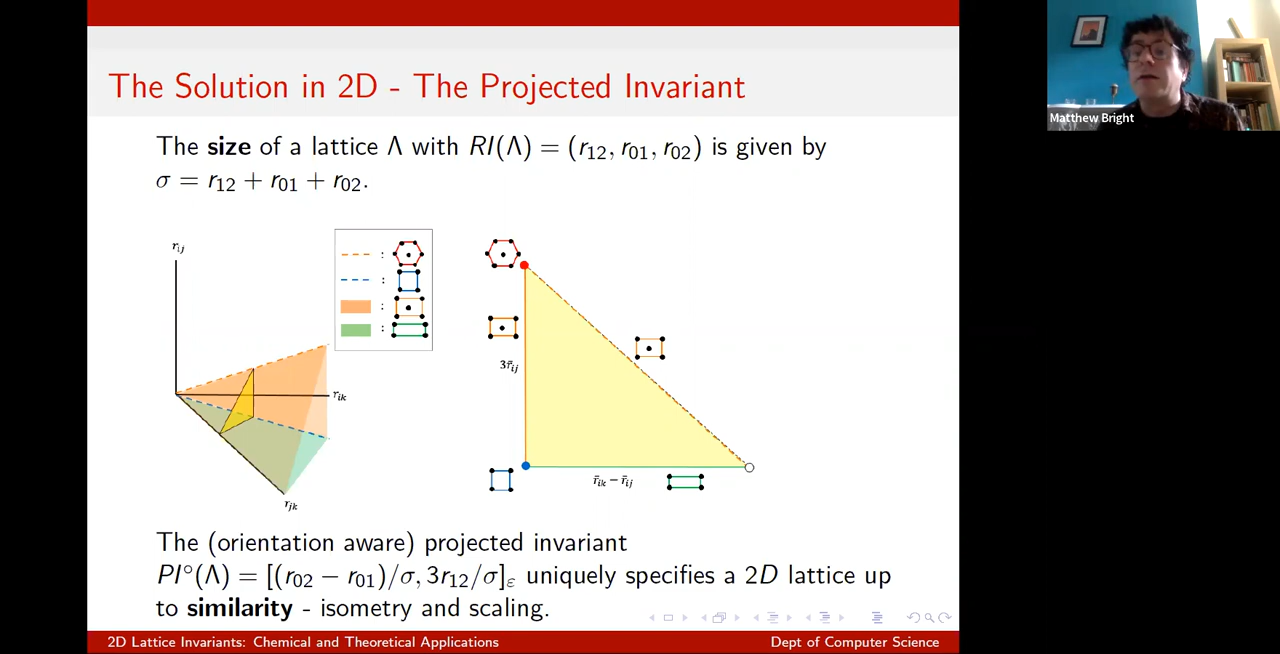 The Solution in 2D - The Projected Invariant
Matthew Bright
The size of a lattice Λ with RI(Λ) = (r₁₂, r₀₁, r₀₂) is given by
σ = r₁₂ + r₀₁ + r₀₂.
rᵢⱼ
:
:
:
:
rᵢₖ
rⱼₖ
3r̄ᵢⱼ
r̄ᵢₖ − r̄ᵢⱼ
The (orientation aware) projected invariant
PI°(Λ) = [(r₀₂ − r₀₁)/σ, 3r₁₂/σ]ε uniquely specifies a 2D lattice up
to similarity - isometry and scaling.
2D Lattice Invariants: Chemical and Theoretical Applications
Dept of Computer Science